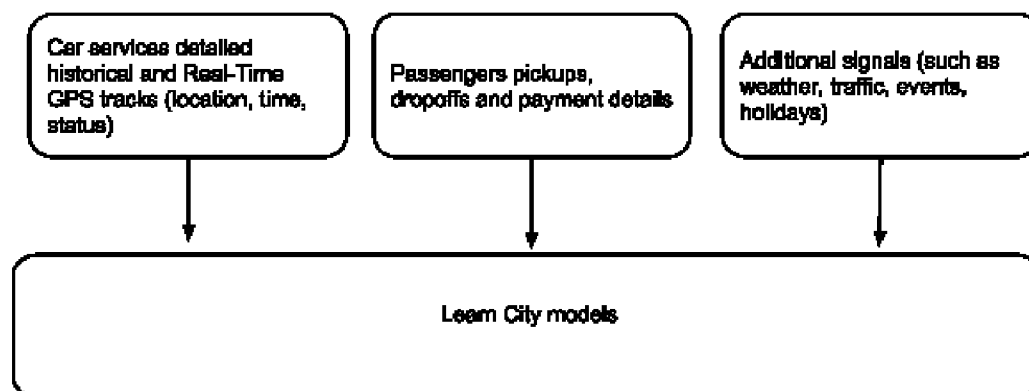 Car services detailed
historical and Real-Time
GPS tracks (location, time,
status)
Passengers pickups,
dropoffs and payment details
Additional signals (such as
weather, traffic, events,
holidays)
Learn City models